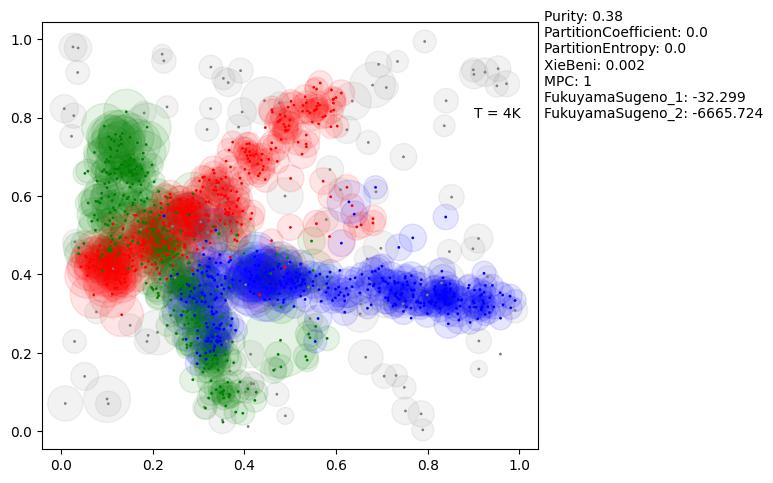 Purity: 0.38
PartitionCoefficient: 0.0
PartitionEntropy: 0.0
XieBeni: 0.002
MPC: 1
FukuyamaSugeno_1: -32.299
FukuyamaSugeno_2: -6665.724
T = 4K
1.0
0.8
0.6
0.4
0.2
0.0
0.0 0.2 0.4 0.6 0.8 1.0